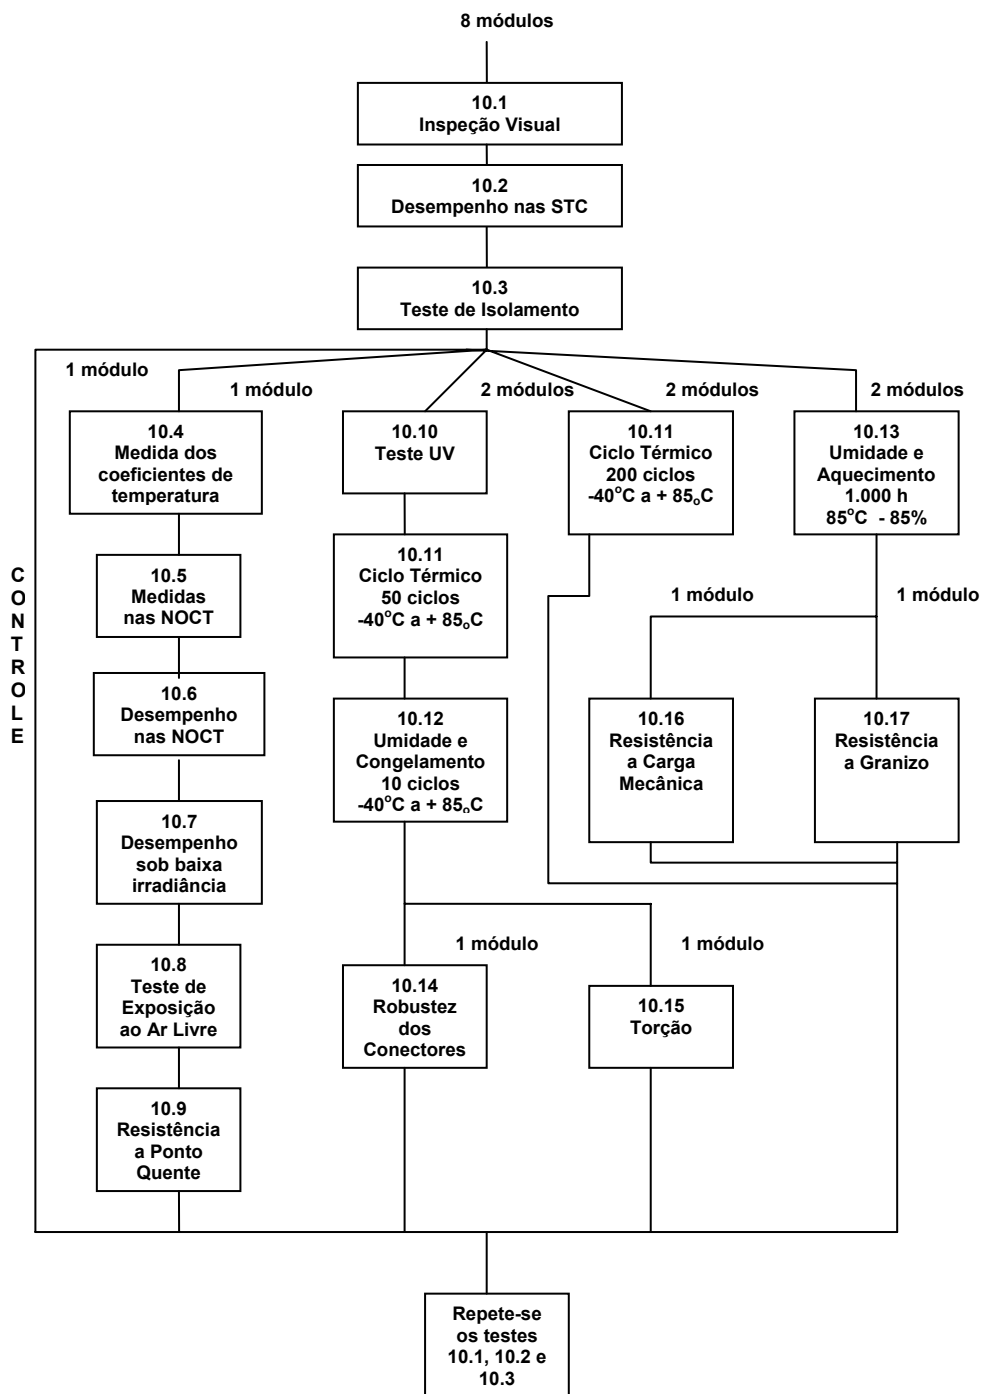 8 módulos
10.1
Inspeção Visual
10.2
Desempenho nas STC
10.3
Teste de Isolamento
1 módulo
1 módulo
2 módulos
2 módulos
2 módulos
C
O
N
T
R
O
L
E
10.4
Medida dos
coeficientes de
temperatura
10.5
Medidas
nas NOCT
10.6
Desempenho
nas NOCT
10.7
Desempenho
sob baixa
irradiância
10.8
Teste de
Exposição
ao Ar Livre
10.9
Resistência
a Ponto
Quente
10.10
Teste UV
10.11
Ciclo Térmico
50 ciclos
-40°C a + 85°C
10.12
Umidade e
Congelamento
10 ciclos
-40°C a + 85°C
1 módulo
1 módulo
10.14
Robustez
dos
Conectores
10.15
Torção
10.11
Ciclo Térmico
200 ciclos
-40°C a + 85°C
10.13
Umidade e
Aquecimento
1.000 h
85°C - 85%
1 módulo
1 módulo
10.16
Resistência
a Carga
Mecânica
10.17
Resistência
a Granizo
Repete-se
os testes
10.1, 10.2 e
10.3